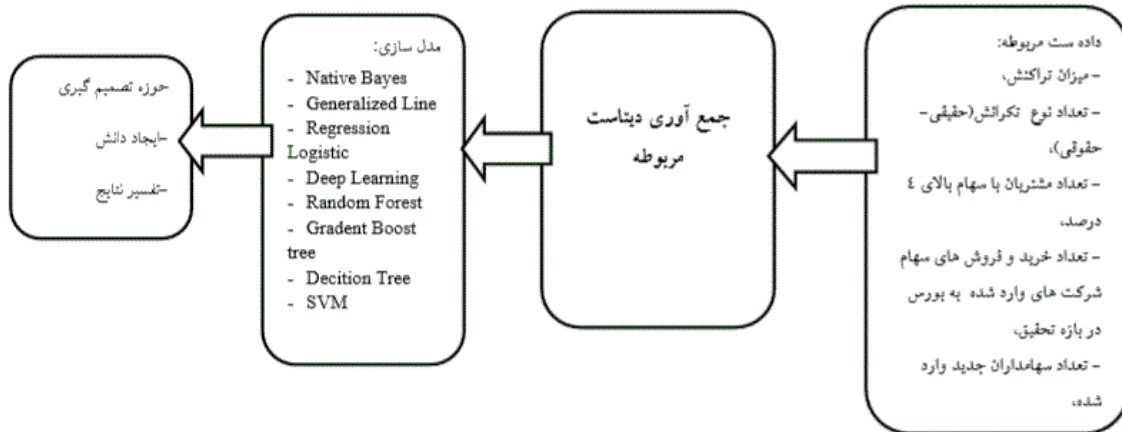 داده ست مربوطه:
-میزان تراکنش،
- تعداد نوع تکرانش(حقیقی-
حقوقی)،
- تعداد مشتریان با سهام بالای ٤
درصد،
- تعداد خرید و فروش های سهام
شرکت های وارد شده به بورس
در بازه تحقیق،
- تعداد سهامداران جدید وارد
شده،
جمع آوری دیتاست
مربوطه
مدل سازی:
- Native Bayes
- Generalized Line
- Regression
Logistic
- Deep Learning
- Random Forest
- Gradent Boost
tree
- Decition Tree
- SVM
حوزه تصمیم گیری
-ایجاد دانش
-تفسیر نتایج